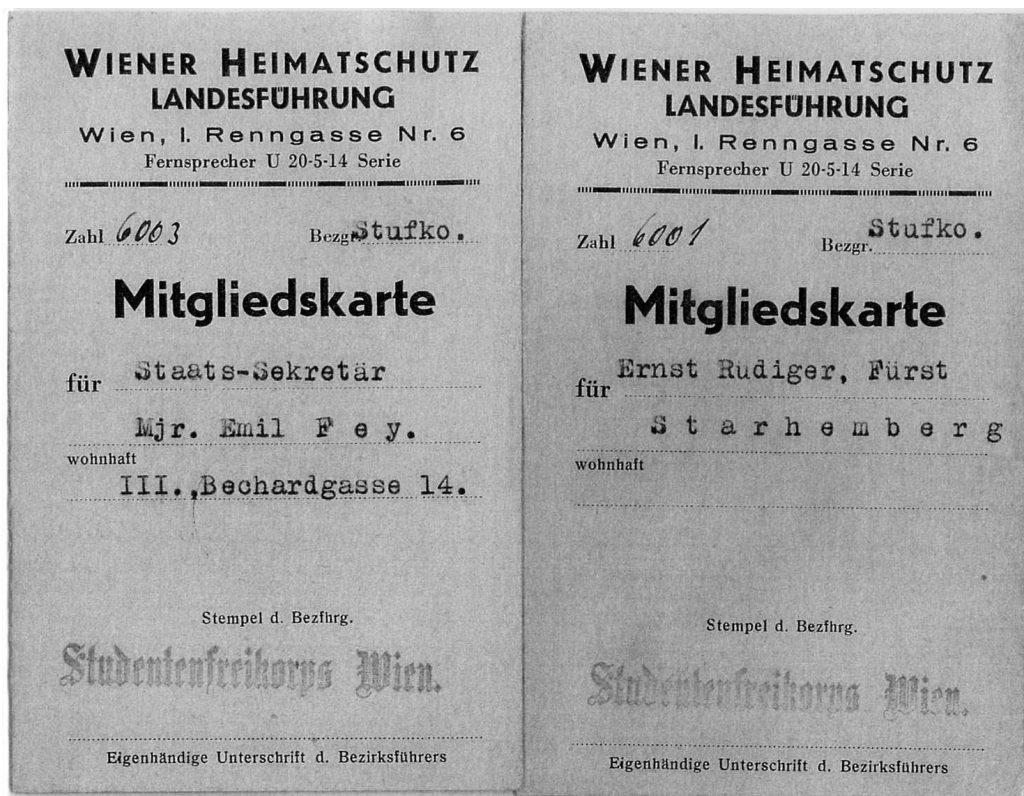 WIENER HEIMATSCHUTZ
LANDESFÜHRUNG
Wien, I. Renngasse Nr. 6
Fernsprecher U 20-5-14 Serie
Zahl 6003 Bezgr. Stufko.
Mitgliedskarte
für Staats-Sekretär
Mjr. Emil Fey.
wohnhaft
III., Bechardgasse 14.
Stempel d. Bezfhrg.
Studentenfreikorps Wien.
Eigenhändige Unterschrift d. Bezirksführers
WIENER HEIMATSCHUTZ
LANDESFÜHRUNG
Wien, I. Renngasse Nr. 6
Fernsprecher U 20-5-14 Serie
Zahl 6001 Bezgr. Stufko.
Mitgliedskarte
für Ernst Rudiger, Fürst
Starhemberg
wohnhaft
Stempel d. Bezfhrg.
Studentenfreikorps Wien.
Eigenhändige Unterschrift d. Bezirksführers